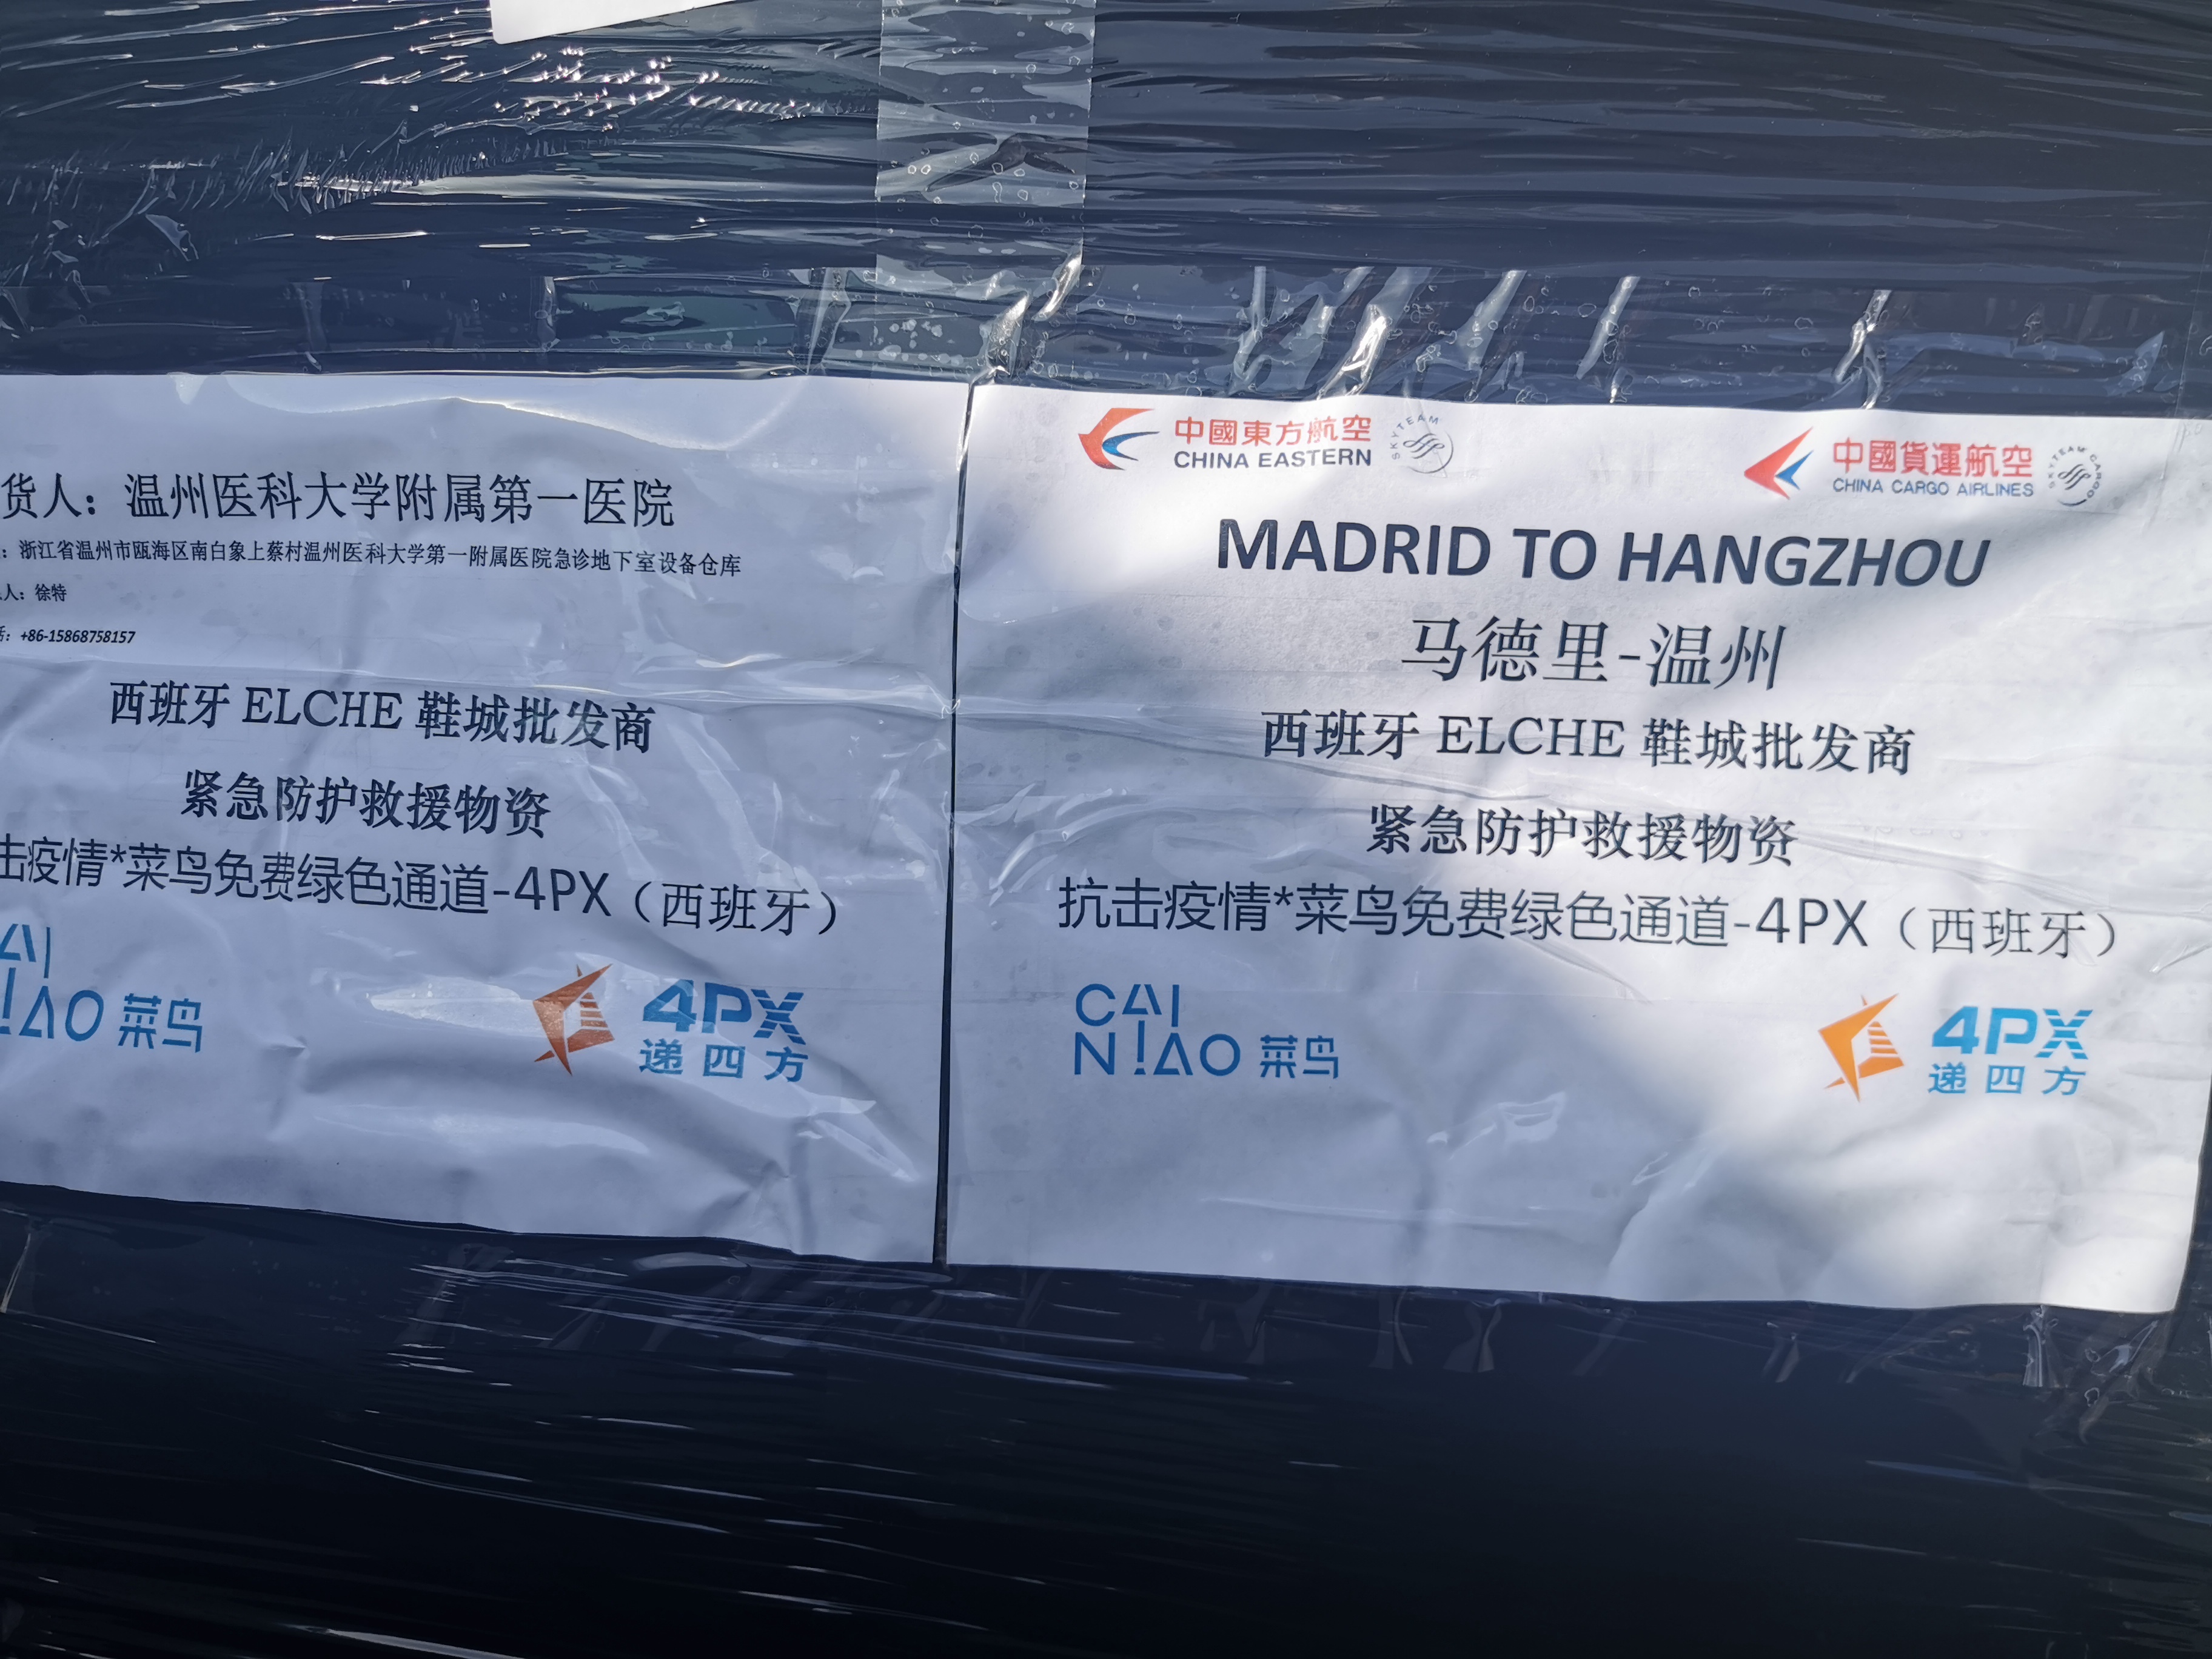 货人：温州医科大学附属第一医院
：浙江省温州市瓯海区南白象上蔡村温州医科大学第一附属医院急诊地下室设备仓库
人：徐特
：+86-15868758157
西班牙 ELCHE 鞋城批发商
紧急防护救援物资
击疫情*菜鸟免费绿色通道-4PX（西班牙）
AI
IAO 菜鸟
4PX
递四方
中國東方航空
CHINA EASTERN
SKYTEAM
中國貨運航空
CHINA CARGO AIRLINES
SKYTEAM CARGO
MADRID TO HANGZHOU
马德里-温州
西班牙 ELCHE 鞋城批发商
紧急防护救援物资
抗击疫情*菜鸟免费绿色通道-4PX（西班牙）
CAI
NIAO 菜鸟
4PX
递四方